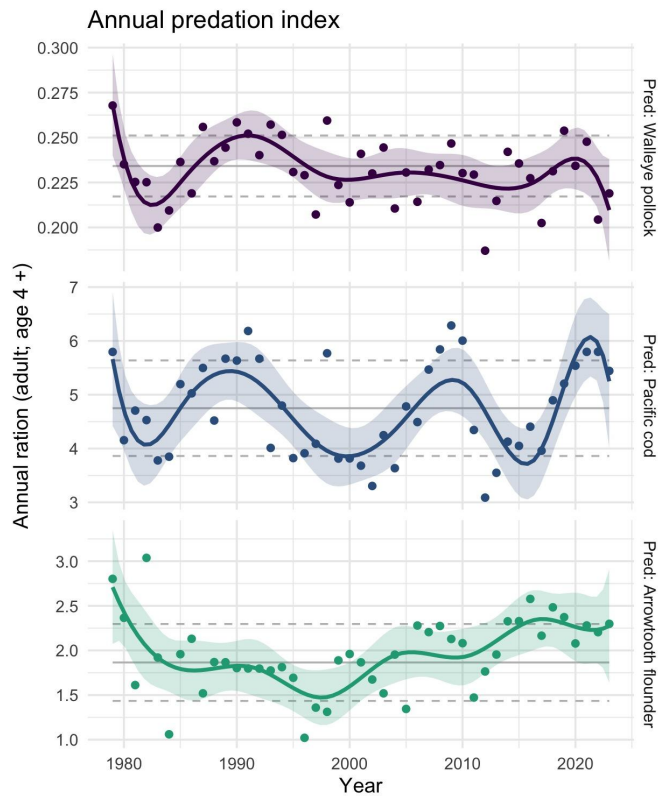 Annual predation index
Annual ration (adult; age 4 +)
0.300
0.275
0.250
0.225
0.200
Pred: Walleye pollock
7
6
5
4
3
Pred: Pacific cod
3.0
2.5
2.0
1.5
1.0
Pred: Arrowtooth flounder
1980 1990 2000 2010 2020
Year